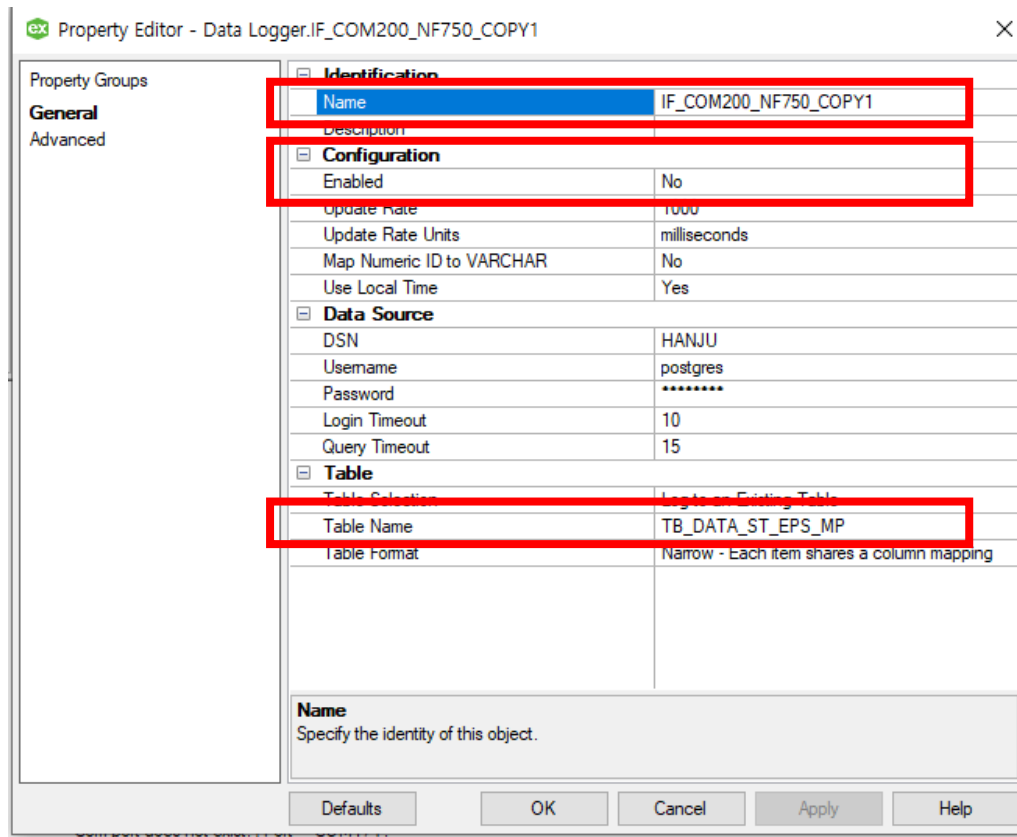 ex Property Editor - Data Logger.IF_COM200_NF750_COPY1
Property Groups
General
Advanced
Identification
Name IF_COM200_NF750_COPY1
Description
Configuration
Enabled No
Update Rate 1000
Update Rate Units milliseconds
Map Numeric ID to VARCHAR No
Use Local Time Yes
Data Source
DSN HANJU
Username postgres
Password ********
Login Timeout 10
Query Timeout 15
Table
Table Selection Log to an Existing Table
Table Name TB_DATA_ST_EPS_MP
Table Format Narrow - Each item shares a column mapping
Name
Specify the identity of this object.
Defaults OK Cancel Apply Help